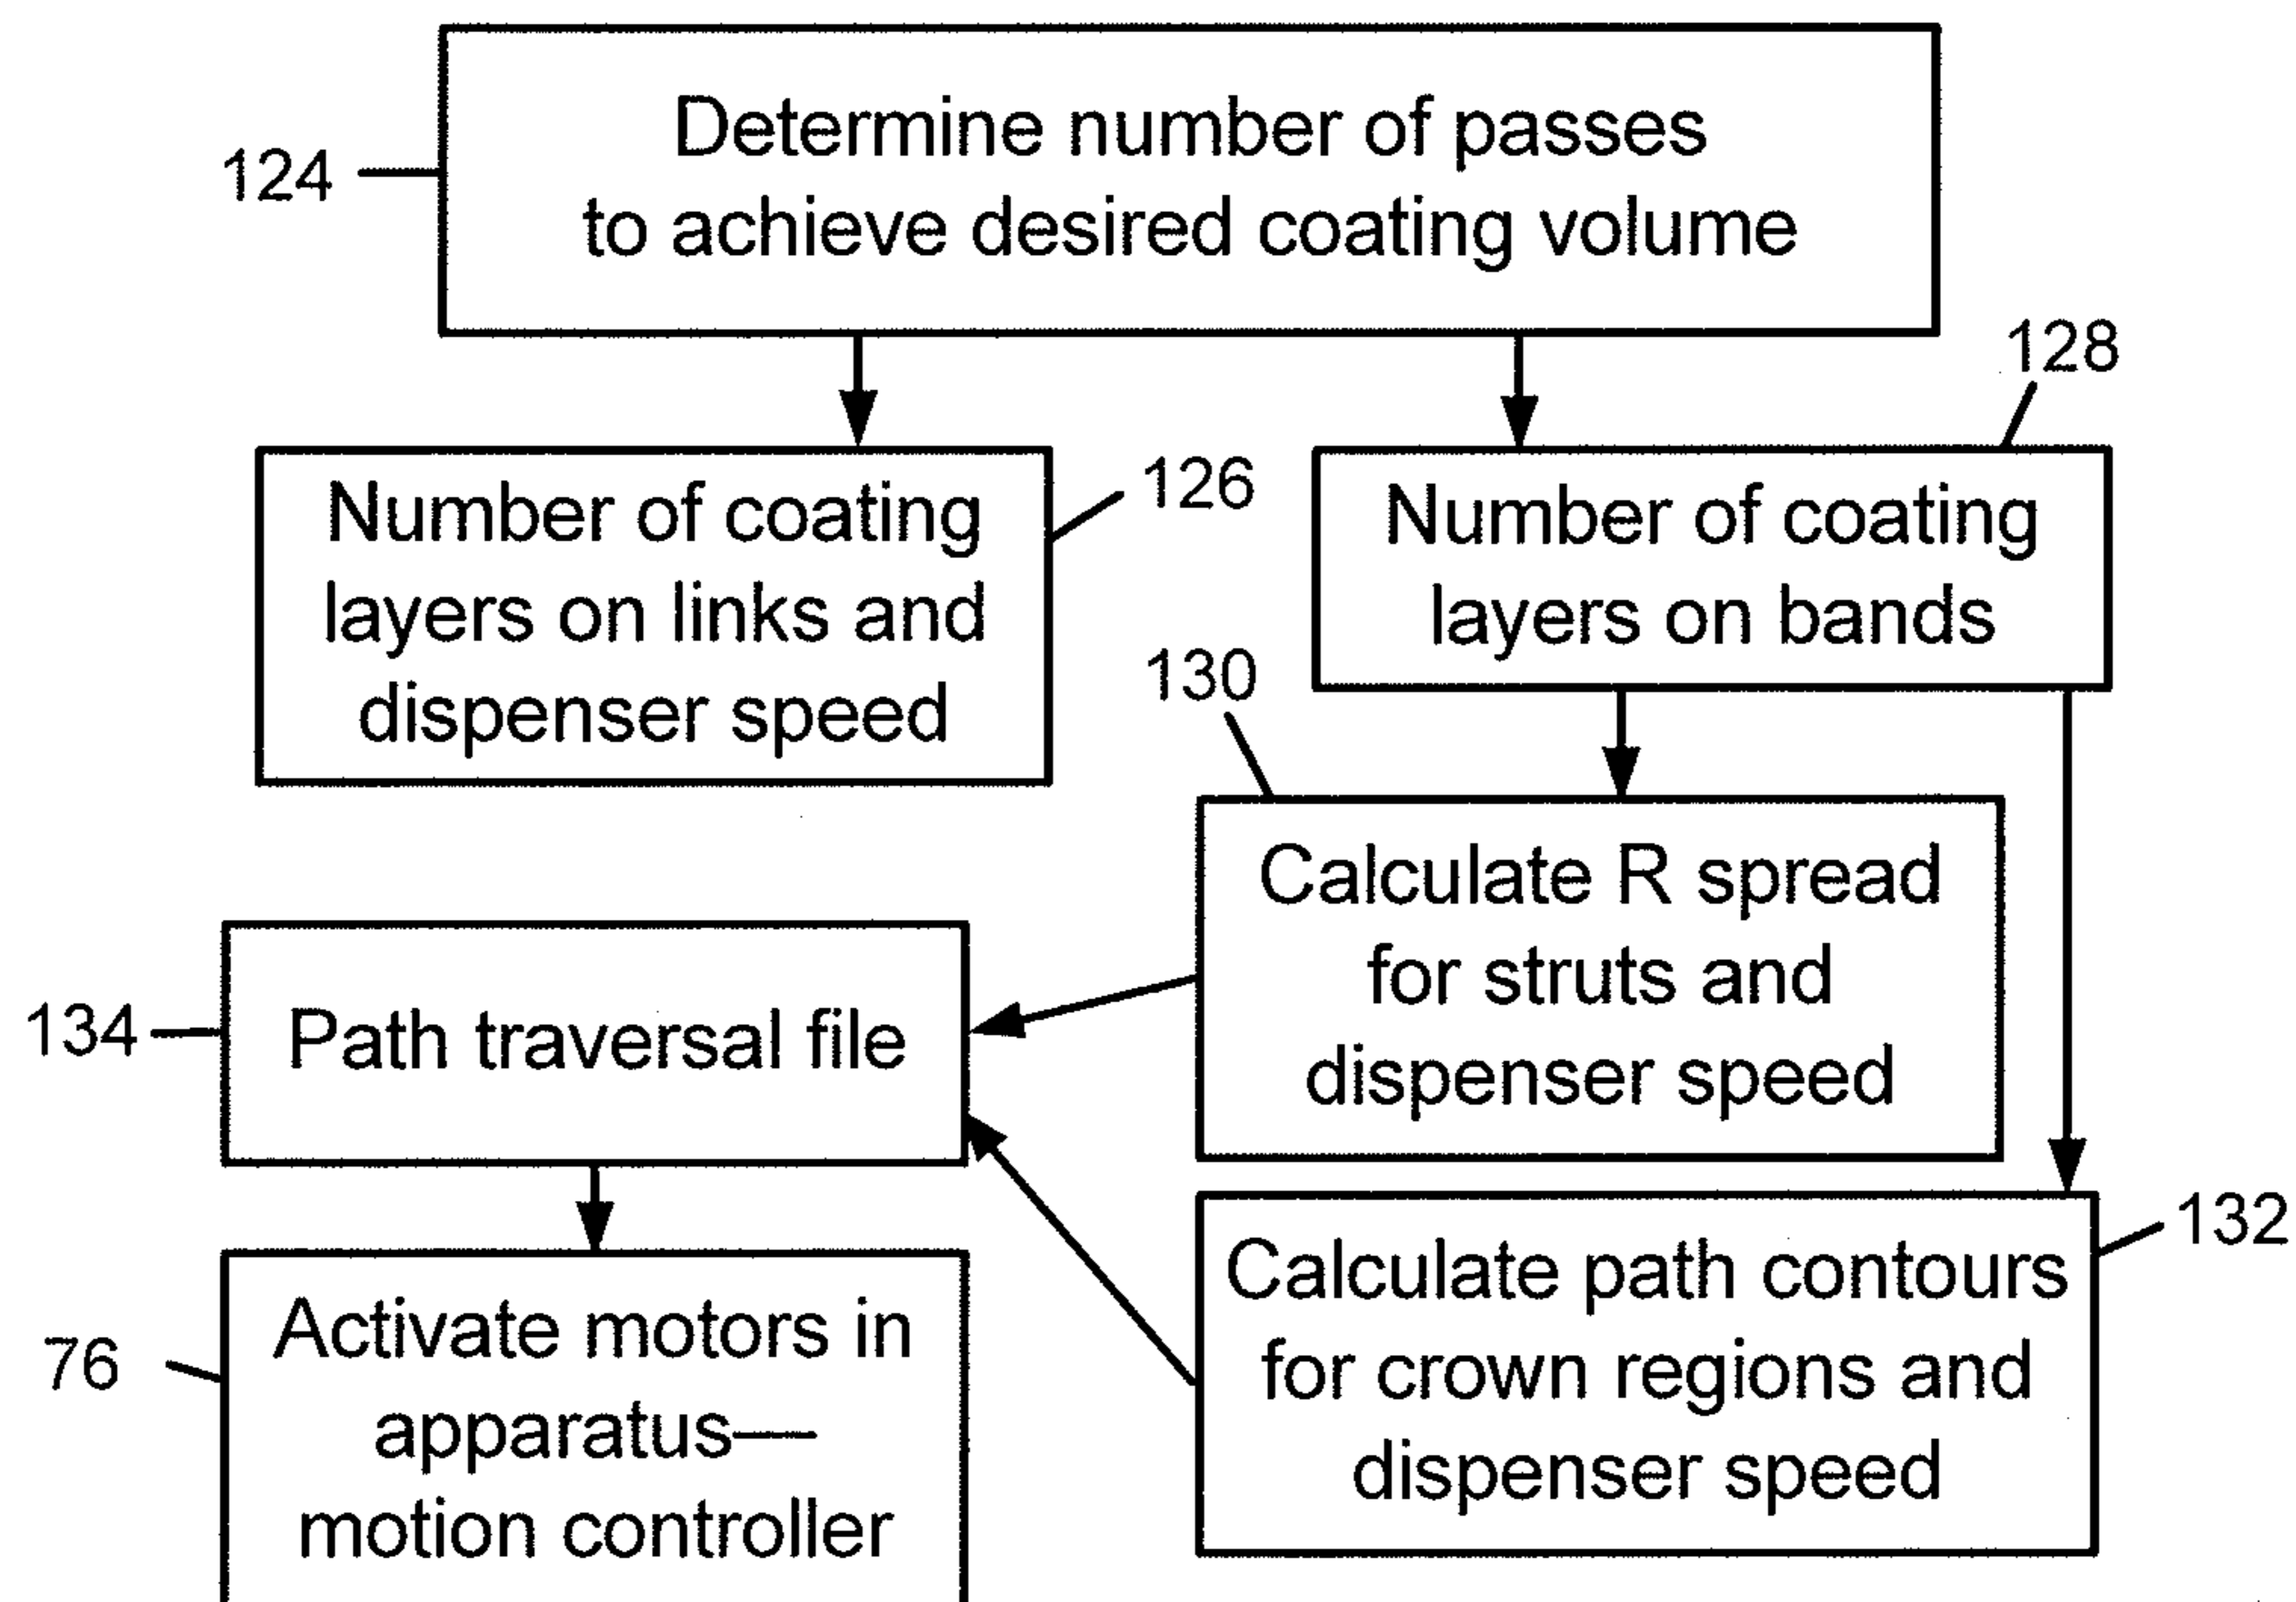 Determine number of passes
to achieve desired coating volume
124
128
Number of coating
layers on links and
dispenser speed
126
Number of coating
layers on bands
130
Calculate R spread
for struts and
dispenser speed
134
Path traversal file
132
Calculate path contours
for crown regions and
dispenser speed
76
Activate motors in
apparatus—
motion controller